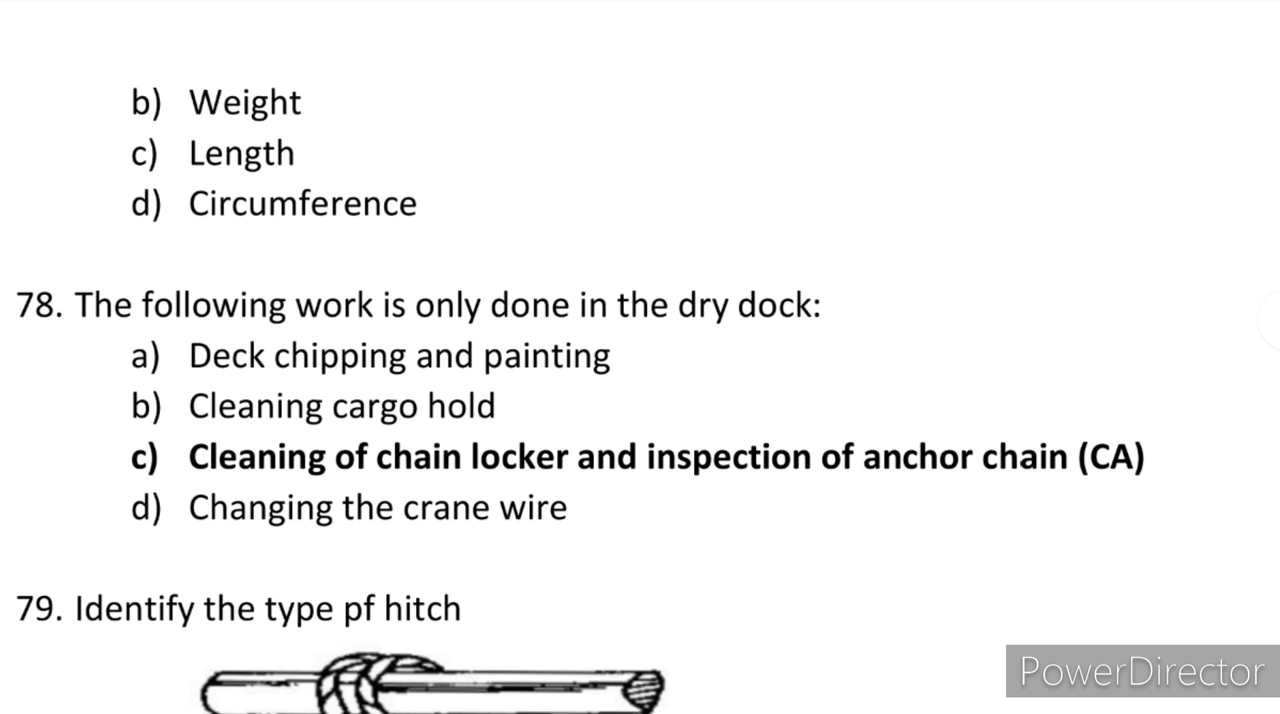 b) Weight
c) Length
d) Circumference
78. The following work is only done in the dry dock:
a) Deck chipping and painting
b) Cleaning cargo hold
c) Cleaning of chain locker and inspection of anchor chain (CA)
d) Changing the crane wire
79. Identify the type pf hitch
PowerDirector